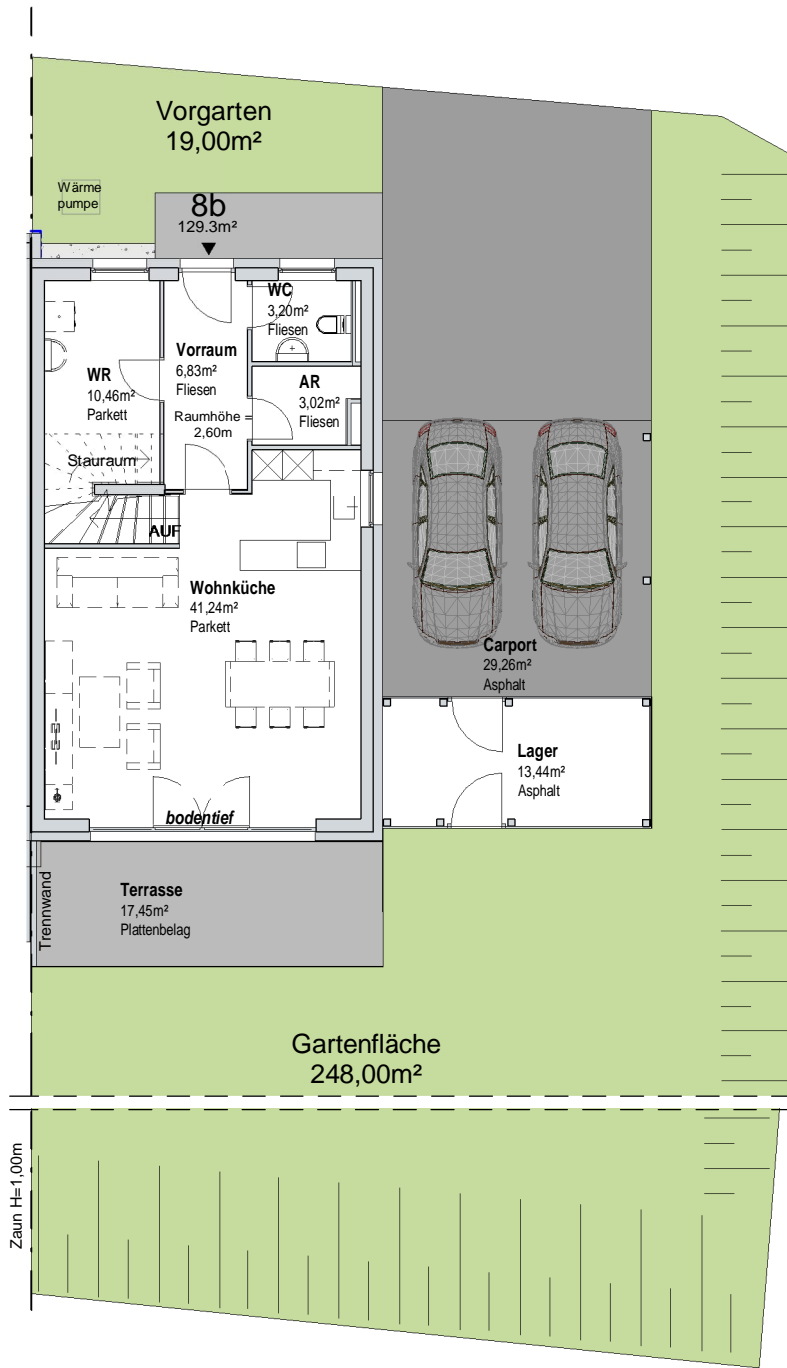 Vorgarten
19,00m²
Wärme
pumpe
8b
129.3m²
WC
3,20m²
Fliesen
Vorraum
6,83m²
Fliesen
WR
10,46m²
Parkett
AR
3,02m²
Fliesen
Raumhöhe =
2,60m
Stauraum
AUF
Wohnküche
41,24m²
Parkett
Carport
29,26m²
Asphalt
Lager
13,44m²
Asphalt
bodentief
Terrasse
17,45m²
Plattenbelag
Trennwand
Gartenfläche
248,00m²
Zaun H=1,00m